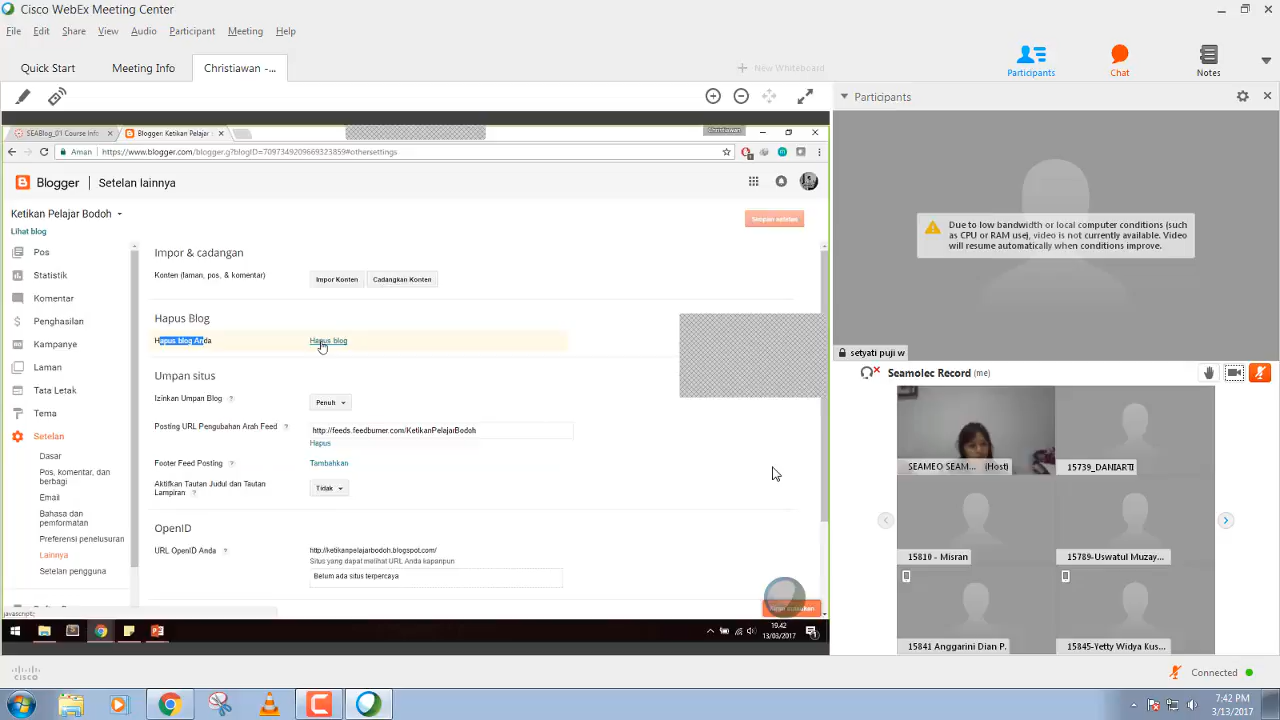 Cisco WebEx Meeting Center
File Edit Share View Audio Participant Meeting Help
Quick Start Meeting Info Christiawan -...
New Whiteboard
Participants Chat Notes
SEABlog_01 Course Info
Blogger: Ketikan Pelajar
Christiawan
Aman https://www.blogger.com/blogger.g?blogID=7097349209669323859#othersettings
Blogger Setelan lainnya
Ketikan Pelajar Bodoh
Simpan setelan
Lihat blog
Pos
Statistik
Komentar
Penghasilan
Kampanye
Laman
Tata Letak
Tema
Setelan
Dasar
Pos, komentar, dan
berbagi
Email
Bahasa dan
pemformatan
Preferensi penelusuran
Lainnya
Setelan pengguna
javascript:;
Impor & cadangan
Konten (laman, pos, & komentar) Impor Konten Cadangkan Konten
Hapus Blog
Hapus blog Anda Hapus blog
Umpan situs
Izinkan Umpan Blog ? Penuh
Posting URL Pengubahan Arah Feed ? http://feeds.feedburner.com/KetikanPelajarBodoh
Hapus
Footer Feed Posting ? Tambahkan
Aktifkan Tautan Judul dan Tautan
Lampiran ? Tidak
OpenID
URL OpenID Anda ? http://ketikanpelajarbodoh.blogspot.com/
Situs yang dapat melihat URL Anda kapanpun
Belum ada situs terpercaya
19.42
13/03/2017
Participants
Due to low bandwidth or local computer conditions (such
as CPU or RAM use), video is not currently available. Video
will resume automatically when conditions improve.
setyati puji w
Seamolec Record (me)
SEAMEO SEAM... (Host)
15739_DANIARTI
15810 - Misran
15789-Uswatul Muzay...
15841 Anggarini Dian P.
15845-Yetty Widya Kus...
Connected
7:42 PM
3/13/2017